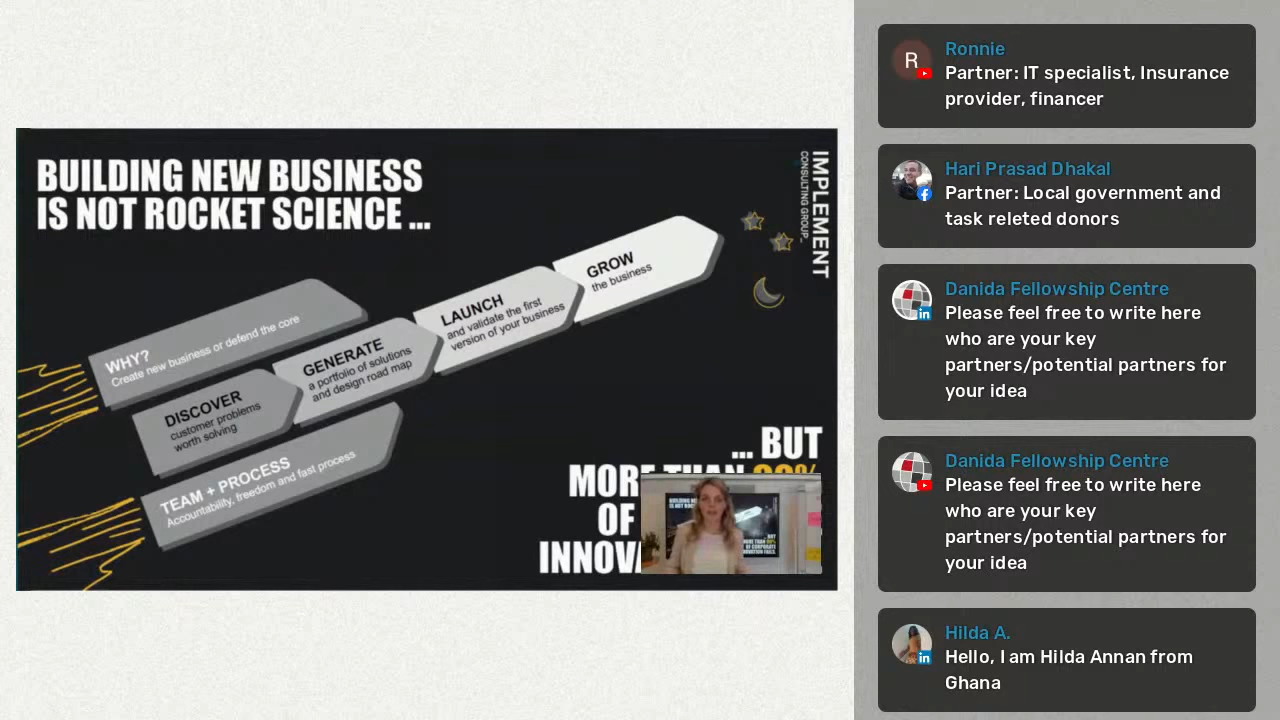 BUILDING NEW BUSINESS
IS NOT ROCKET SCIENCE ...
IMPLEMENT
CONSULTING GROUP_
GROW
the business
LAUNCH
and validate the first
version of your business
GENERATE
a portfolio of solutions
and design road map
WHY?
Create new business or defend the core
DISCOVER
customer problems
worth solving
TEAM + PROCESS
Accountability, freedom and fast process
... BUT
MORE THAN 90%
OF
INNOVA
R
Ronnie
Partner: IT specialist, Insurance
provider, financer
Hari Prasad Dhakal
Partner: Local government and
task releted donors
Danida Fellowship Centre
Please feel free to write here
who are your key
partners/potential partners for
your idea
Danida Fellowship Centre
Please feel free to write here
who are your key
partners/potential partners for
your idea
Hilda A.
Hello, I am Hilda Annan from
Ghana